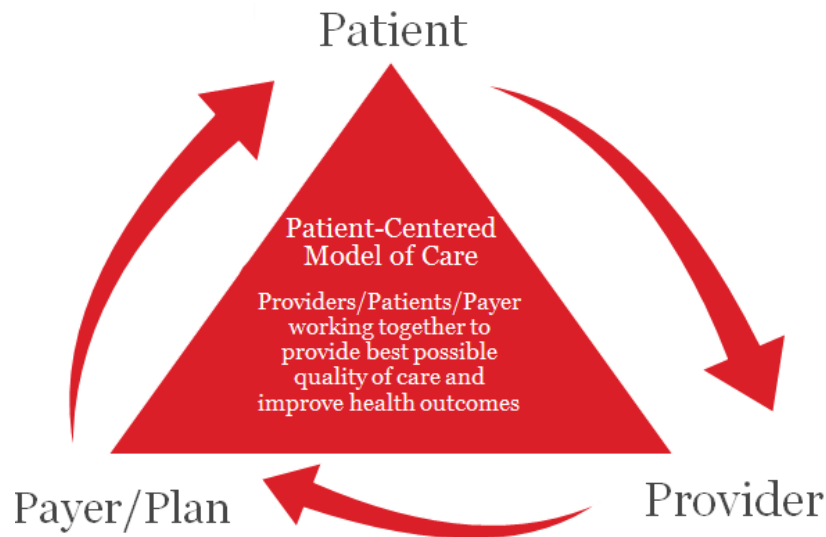 Patient
Patient-Centered
Model of Care
Providers/Patients/Payer
working together to
provide best possible
quality of care and
improve health outcomes
Payer/Plan
Provider